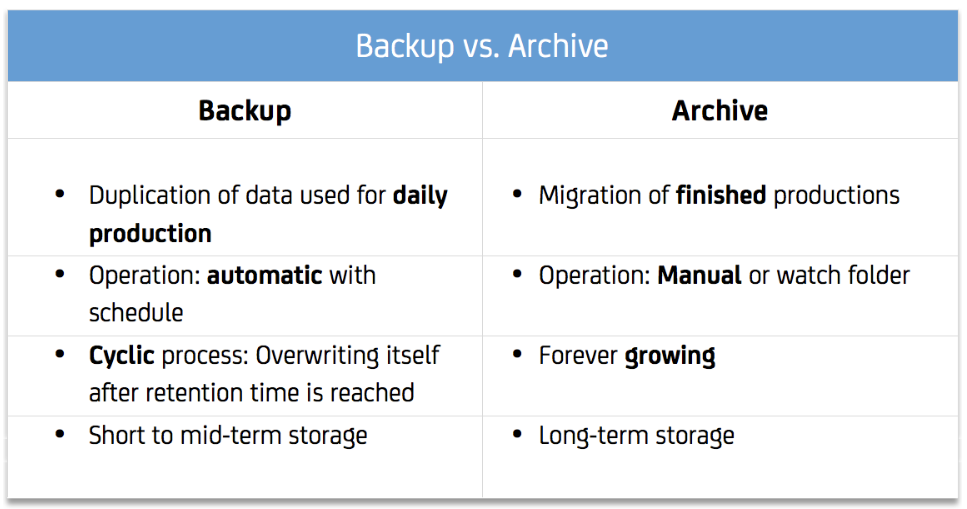 Backup vs. Archive
Backup
Archive
• Duplication of data used for daily
production
• Migration of finished productions
• Operation: automatic with
schedule
• Operation: Manual or watch folder
• Cyclic process: Overwriting itself
after retention time is reached
• Forever growing
• Short to mid-term storage
• Long-term storage